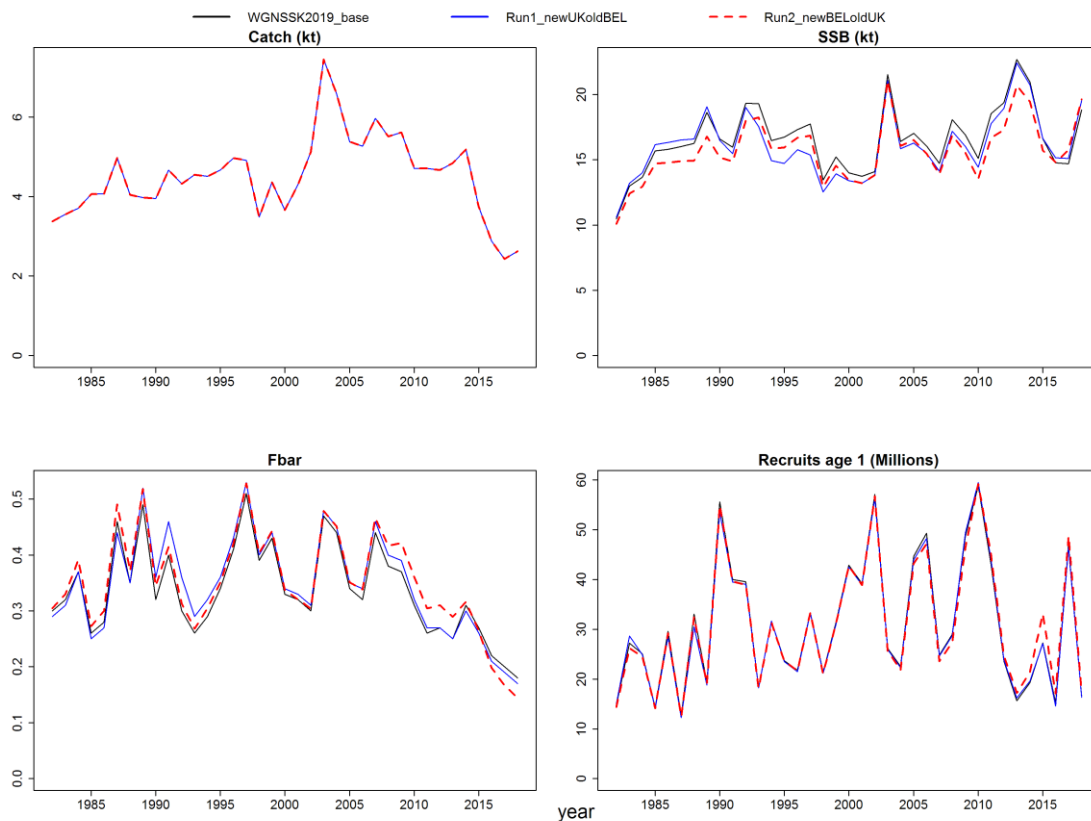 WGNSSK2019_base Run1_newUKoldBEL Run2_newBELoldUK
Catch (kt) SSB (kt)
0 2 4 6
1985 1990 1995 2000 2005 2010 2015
0 5 10 15 20
1985 1990 1995 2000 2005 2010 2015
Fbar Recruits age 1 (Millions)
0.0 0.1 0.2 0.3 0.4 0.5
1985 1990 1995 2000 2005 2010 2015
0 10 20 30 40 50 60
1985 1990 1995 2000 2005 2010 2015
year